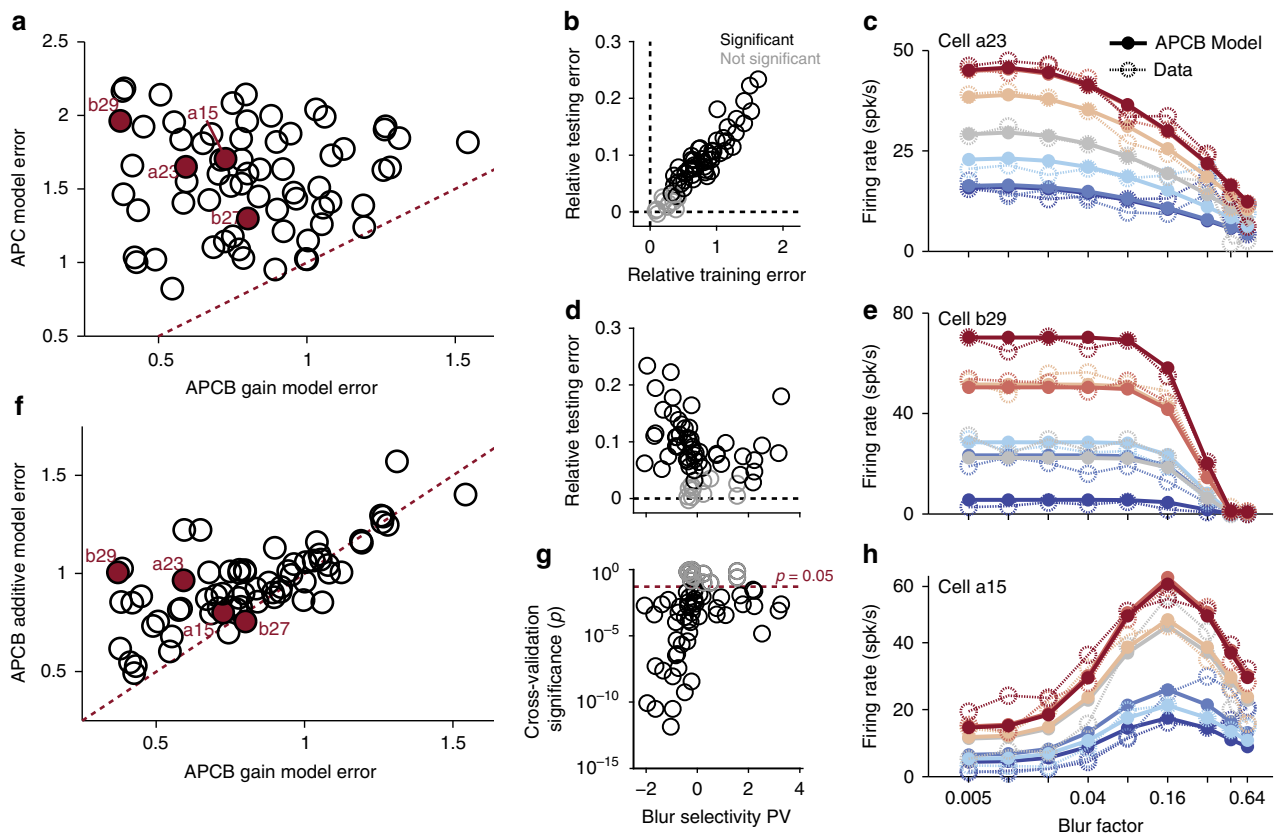 a
2.5
2
1.5
1
0.5
APC model error
b29
a15
a23
b27
0.5
1
1.5
APCB gain model error
b
0.3
0.2
0.1
0
Relative testing error
Significant
Not significant
0
1
2
Relative training error
c
50
25
0
Firing rate (spk/s)
Cell a23
APCB Model
Data
d
0.3
0.2
0.1
0
Relative testing error
e
80
40
0
Firing rate (spk/s)
Cell b29
f
1.5
1
0.5
APCB additive model error
b29
a23
a15
b27
0.5
1
1.5
APCB gain model error
g
10⁰
10⁻⁵
10⁻¹⁰
10⁻¹⁵
Cross-validation
significance (p)
p = 0.05
−2
0
2
4
Blur selectivity PV
h
60
40
20
0
Firing rate (spk/s)
Cell a15
0.005
0.04
0.16
0.64
Blur factor